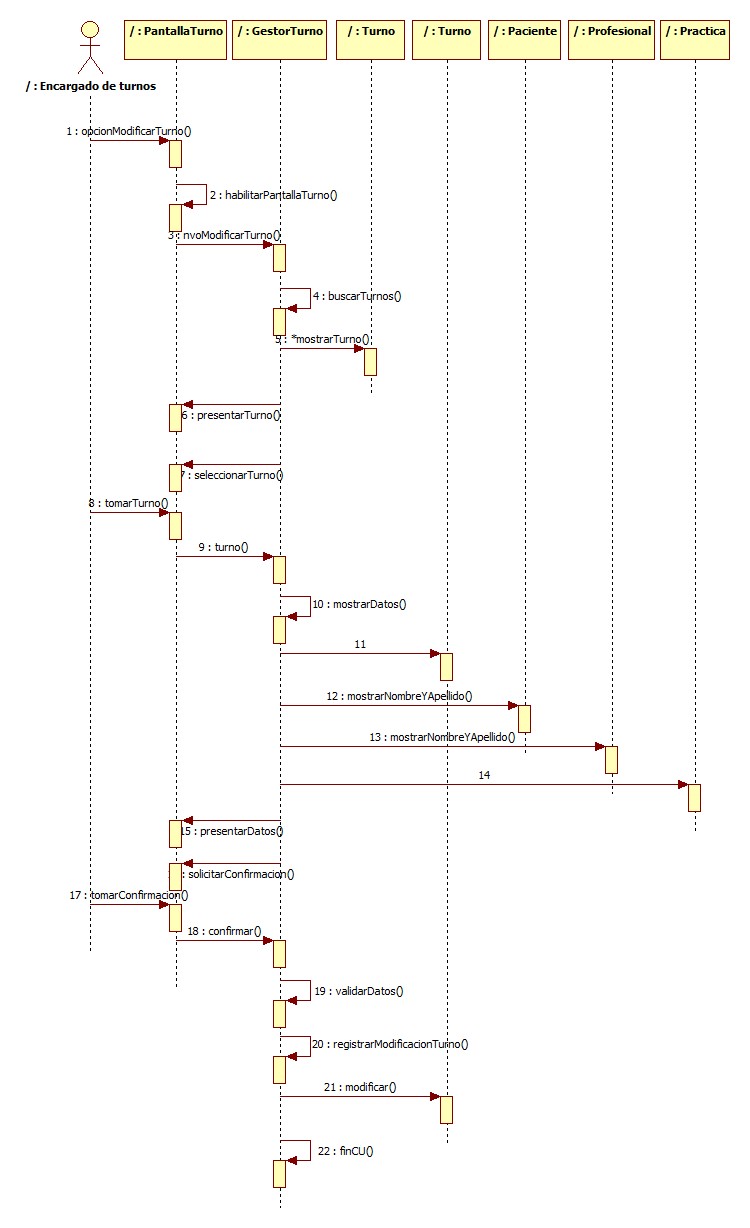 / : PantallaTurno
/ : GestorTurno
/ : Turno
/ : Turno
/ : Paciente
/ : Profesional
/ : Practica
/ : Encargado de turnos
1 : opcionModificarTurno()
2 : habilitarPantallaTurno()
3 : nvoModificarTurno()
4 : buscarTurnos()
5 : *mostrarTurno()
6 : presentarTurno()
7 : seleccionarTurno()
8 : tomarTurno()
9 : turno()
10 : mostrarDatos()
11
12 : mostrarNombreYApellido()
13 : mostrarNombreYApellido()
14
15 : presentarDatos()
: solicitarConfirmacion()
17 : tomarConfirmacion()
18 : confirmar()
19 : validarDatos()
20 : registrarModificacionTurno()
21 : modificar()
22 : finCU()